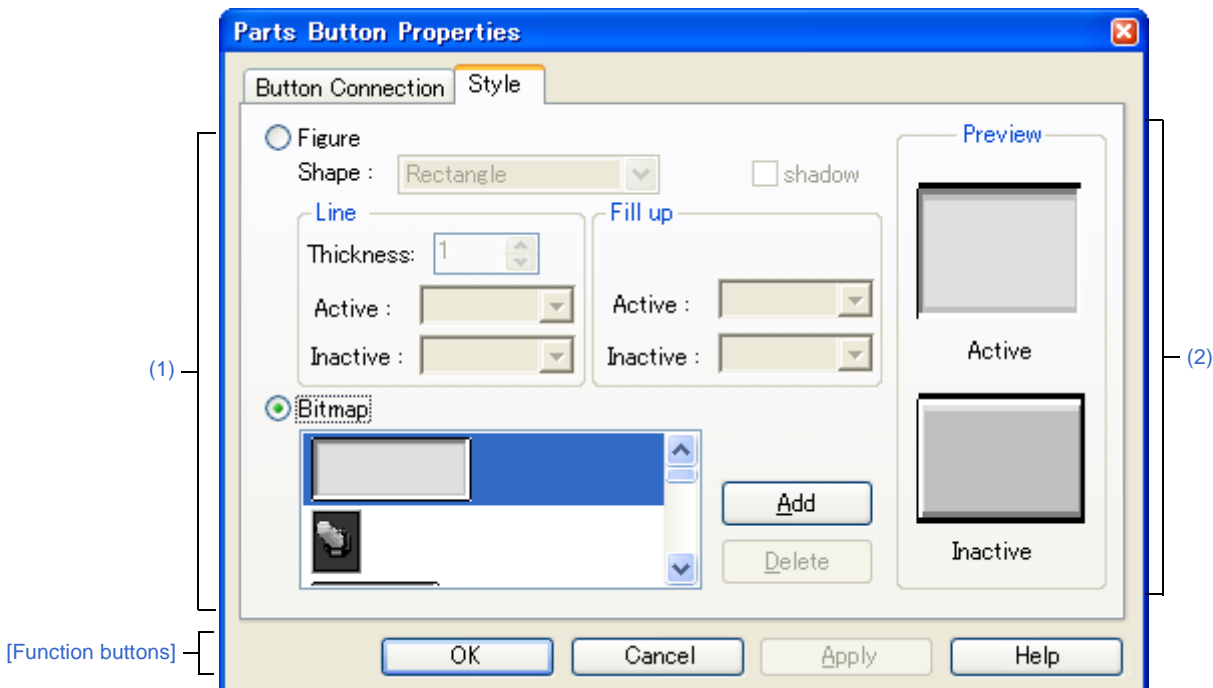 Parts Button Properties
Button Connection Style
Figure
Shape : Rectangle shadow
Line
Thickness: 1
Active :
Inactive :
Fill up
Active :
Inactive :
Bitmap
Add
Delete
Preview
Active
Inactive
(1)
(2)
[Function buttons]
OK Cancel Apply Help